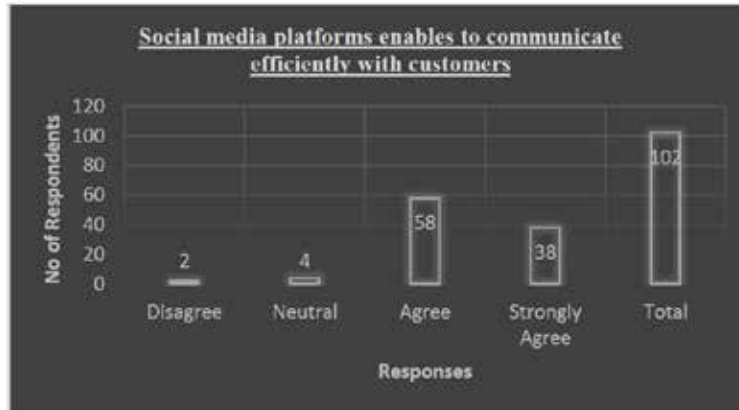 Social media platforms enables to communicate
efficiently with customers
No of Respondents
120
100
80
60
40
20
0
2
4
58
38
102
Disagree
Neutral
Agree
Strongly
Agree
Total
Responses